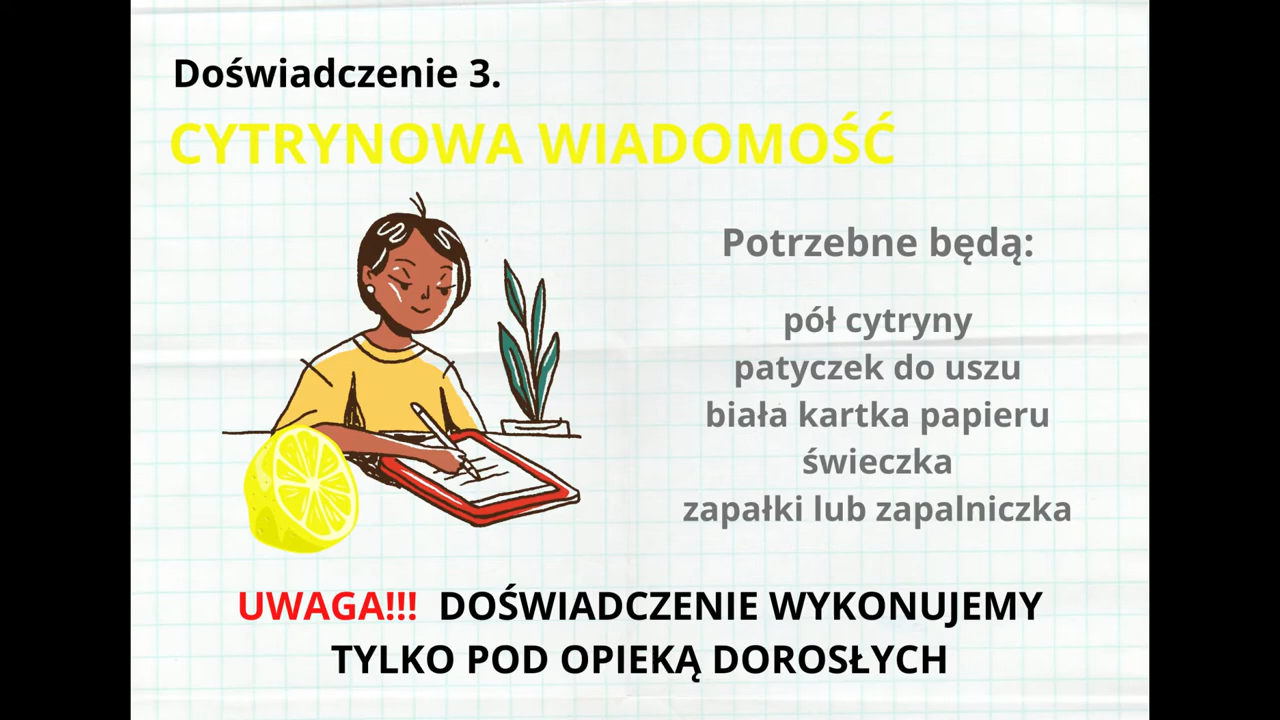 Doświadczenie 3.
CYTRYNOWA WIADOMOŚĆ
Potrzebne będą:
pół cytryny
patyczek do uszu
biała kartka papieru
świeczka
zapałki lub zapalniczka
UWAGA!!! DOŚWIADCZENIE WYKONUJEMY
TYLKO POD OPIEKĄ DOROSŁYCH